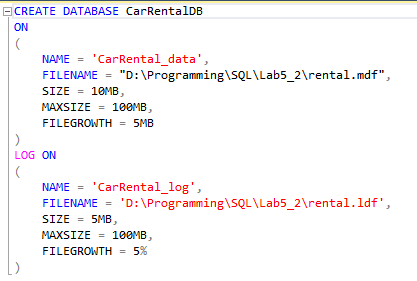 CREATE DATABASE CarRentalDB
ON
(
NAME = 'CarRental_data',
FILENAME = "D:\Programming\SQL\Lab5_2\rental.mdf",
SIZE = 10MB,
MAXSIZE = 100MB,
FILEGROWTH = 5MB
)
LOG ON
(
NAME = 'CarRental_log',
FILENAME = 'D:\Programming\SQL\Lab5_2\rental.ldf',
SIZE = 5MB,
MAXSIZE = 100MB,
FILEGROWTH = 5%
)